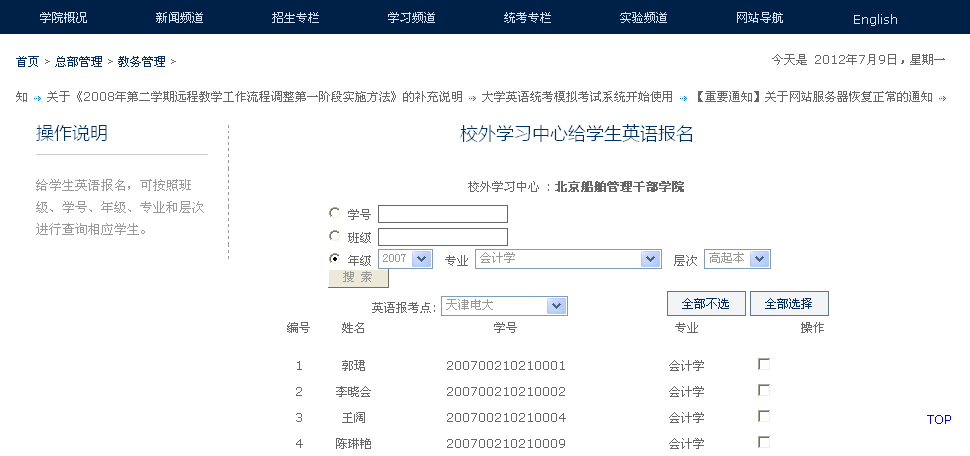 学院概况 新闻频道 招生专栏 学习频道 统考专栏 实验频道 网站导航 English
首页 > 总部管理 > 教务管理 > 今天是 2012年7月9日，星期一
知 关于《2008年第二学期远程教学工作流程调整第一阶段实施方法》的补充说明 大学英语统考模拟考试系统开始使用 【重要通知】关于网站服务器恢复正常的通知
操作说明
给学生英语报名，可按照班
级、学号、年级、专业和层次
进行查询相应学生。
校外学习中心给学生英语报名
校外学习中心 ：北京船舶管理干部学院
学号
班级
年级 2007 专业 会计学 层次 高起本
搜 索
英语报考点: 天津电大 全部不选 全部选择
编号 姓名 学号 专业 操作
1 郭珺 200700210210001 会计学
2 李晓会 200700210210002 会计学
3 王阔 200700210210004 会计学
4 陈琳艳 200700210210009 会计学
TOP